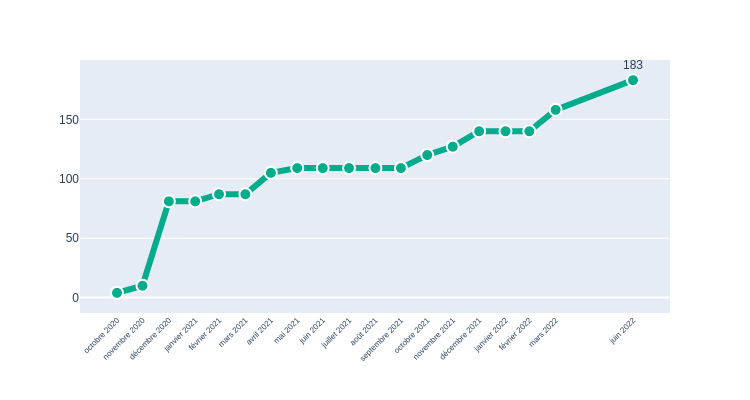 183
150
100
50
0
octobre 2020
novembre 2020
décembre 2020
janvier 2021
février 2021
mars 2021
avril 2021
mai 2021
juin 2021
juillet 2021
août 2021
septembre 2021
octobre 2021
novembre 2021
décembre 2021
janvier 2022
février 2022
mars 2022
juin 2022